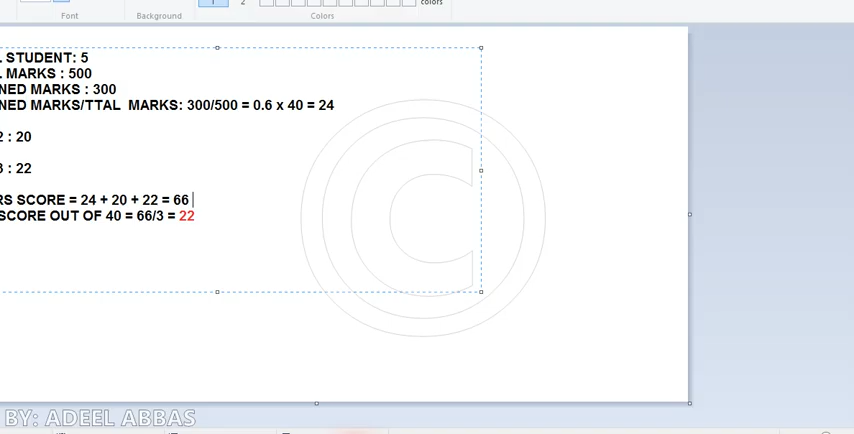 Font
Background
1
2
Colors
colors
. STUDENT: 5
. MARKS : 500
NED MARKS : 300
NED MARKS/TTAL MARKS: 300/500 = 0.6 x 40 = 24
2 : 20
3 : 22
RS SCORE = 24 + 20 + 22 = 66
SCORE OUT OF 40 = 66/3 = 22
C
BY: ADEEL ABBAS